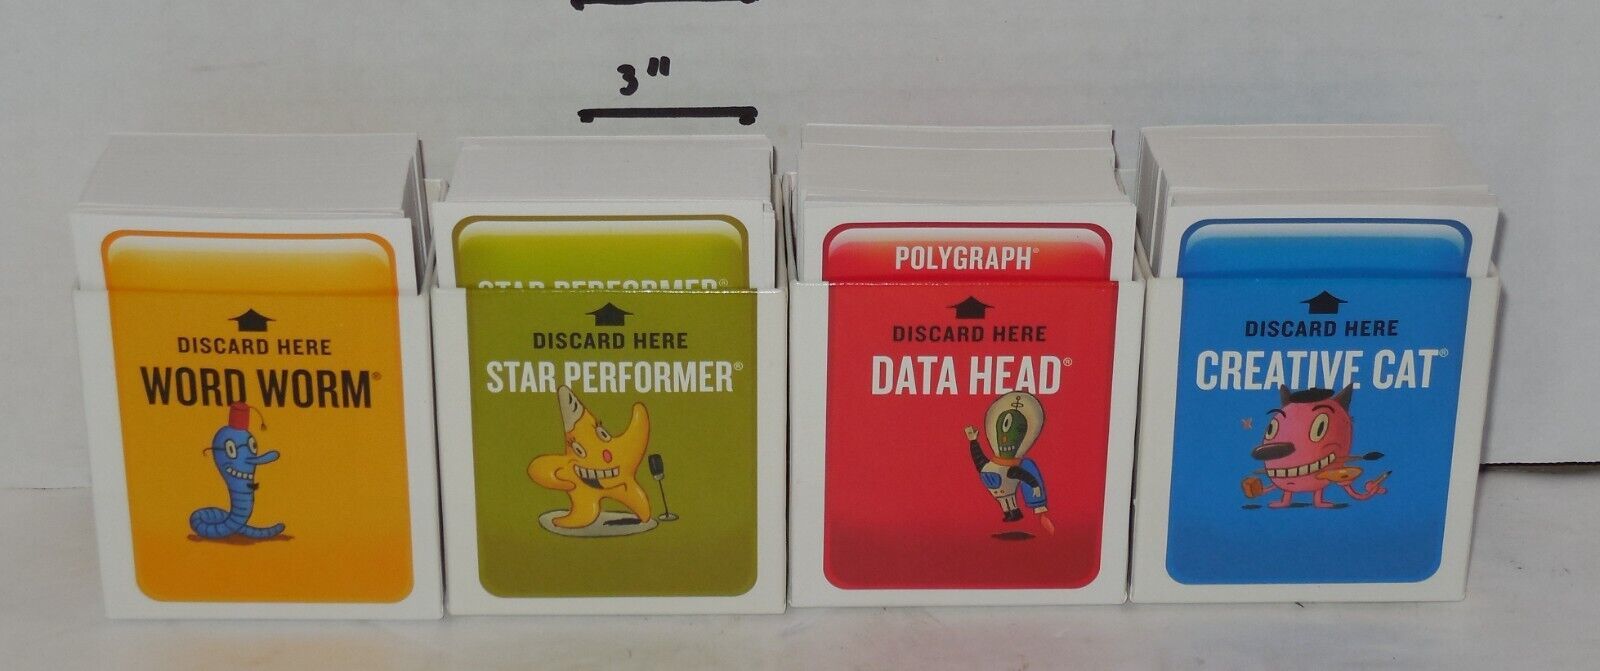 3"
DISCARD HERE
WORD WORM®
STAR PERFORMER®
DISCARD HERE
STAR PERFORMER®
POLYGRAPH®
DISCARD HERE
DATA HEAD®
DISCARD HERE
CREATIVE CAT®